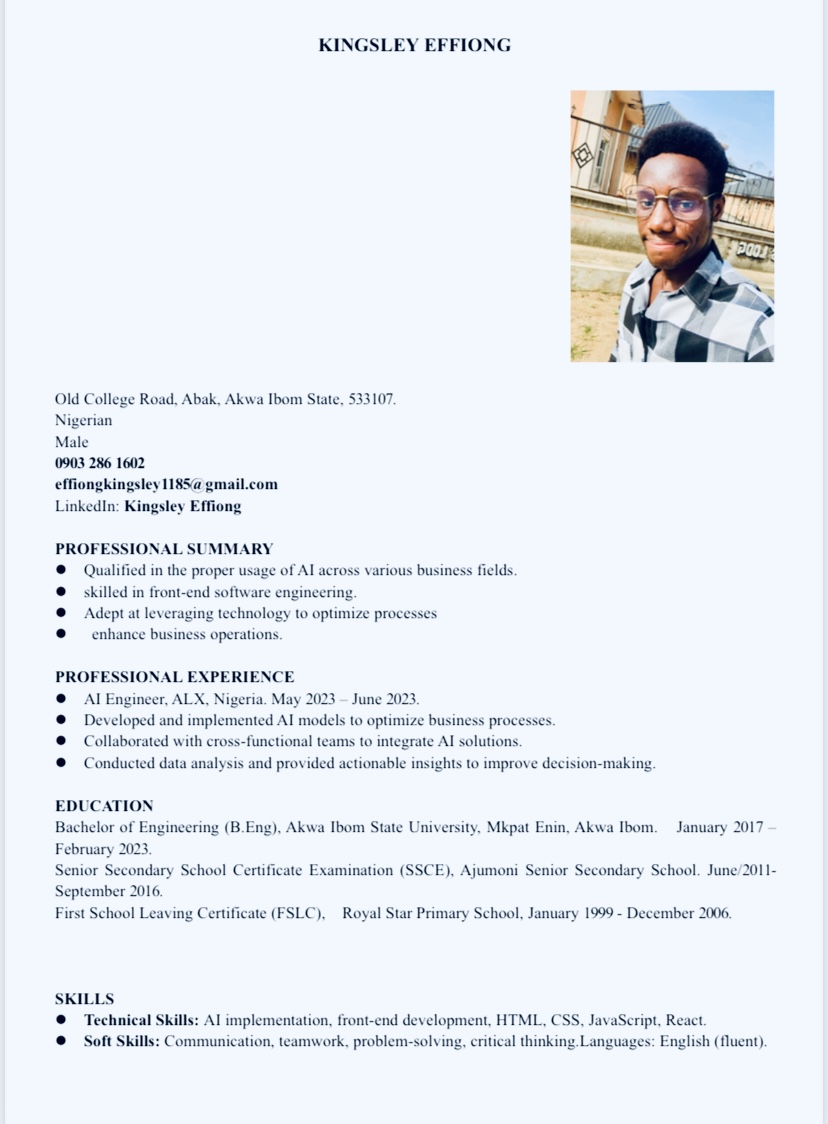 KINGSLEY EFFIONG
Old College Road, Abak, Akwa Ibom State, 533107.
Nigerian
Male
0903 286 1602
effiongkingsley1185@gmail.com
LinkedIn: Kingsley Effiong
PROFESSIONAL SUMMARY
● Qualified in the proper usage of AI across various business fields.
● skilled in front-end software engineering.
● Adept at leveraging technology to optimize processes
● enhance business operations.
PROFESSIONAL EXPERIENCE
● AI Engineer, ALX, Nigeria. May 2023 – June 2023.
● Developed and implemented AI models to optimize business processes.
● Collaborated with cross-functional teams to integrate AI solutions.
● Conducted data analysis and provided actionable insights to improve decision-making.
EDUCATION
Bachelor of Engineering (B.Eng), Akwa Ibom State University, Mkpat Enin, Akwa Ibom. January 2017 –
February 2023.
Senior Secondary School Certificate Examination (SSCE), Ajumoni Senior Secondary School. June/2011-
September 2016.
First School Leaving Certificate (FSLC), Royal Star Primary School, January 1999 - December 2006.
SKILLS
● Technical Skills: AI implementation, front-end development, HTML, CSS, JavaScript, React.
● Soft Skills: Communication, teamwork, problem-solving, critical thinking.Languages: English (fluent).